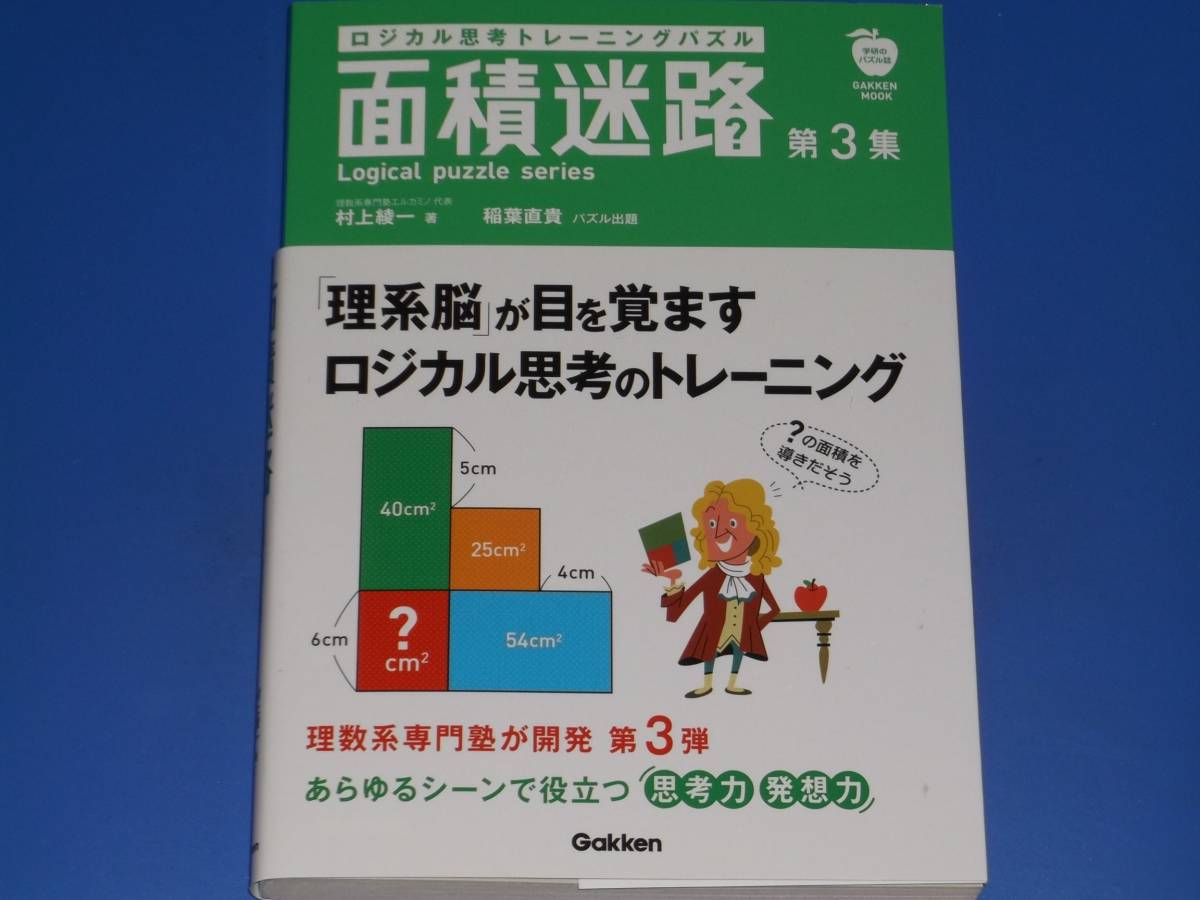 ロジカル思考トレーニングパズル
面積迷路
?
第3集
Logical puzzle series
学研の
パズル誌
GAKKEN
MOOK
理数系専門塾エルカミノ代表
村上綾一 著
稲葉直貴 パズル出題
「理系脳」が目を覚ます
ロジカル思考のトレーニング
?の面積を
導きだそう
5cm
40cm²
25cm²
4cm
6cm
?
cm²
54cm²
理数系専門塾が開発 第3弾
あらゆるシーンで役立つ 思考力 発想力
Gakken